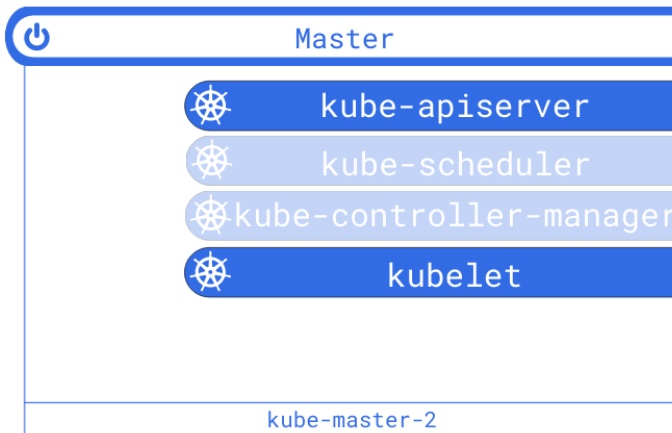 Master
kube-apiserver
kube-scheduler
kube-controller-manager
kubelet
kube-master-2